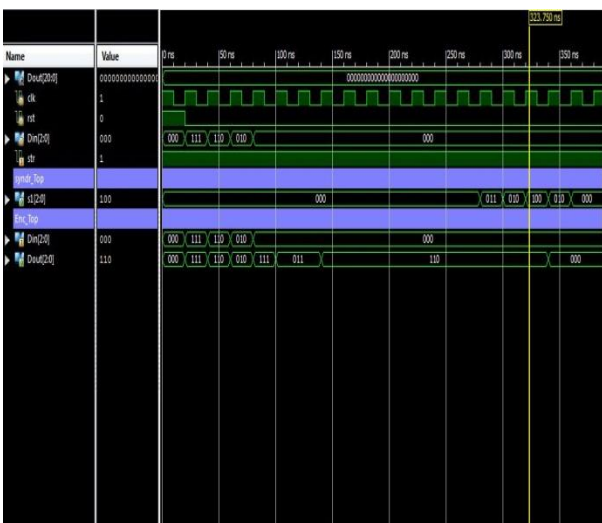 323.750 ns
Name Value 0 ns 50 ns 100 ns 150 ns 200 ns 250 ns 300 ns 350 ns
Dout[20:0] 00000000000000 000000000000000000000
clk 1
rst 0
Din[2:0] 000 000 111 110 010 000
str 1
syndr_Top
s1[2:0] 100 000 011 010 100 010 000
Enc_Top
Din[2:0] 000 000 111 110 010 000
Dout[2:0] 110 000 111 110 010 111 011 110 000